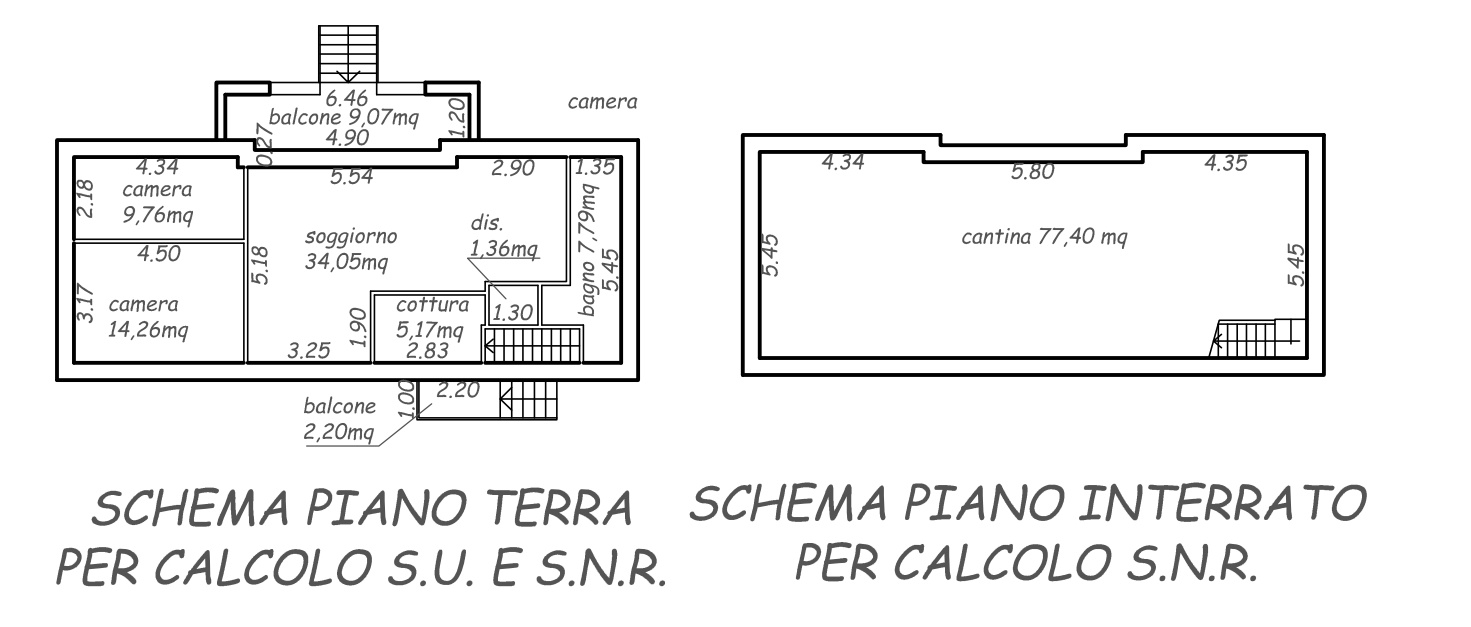 6.46
balcone 9,07mq
4.90
1.20
0.27
camera
4.34
camera
9,76mq
2.18
5.54
2.90
1.35
4.50
camera
14,26mq
3.17
5.18
soggiorno
34,05mq
dis.
1,36mq
bagno 7,79mq
5.45
1.30
cottura
5,17mq
2.83
1.90
3.25
1.00
2.20
balcone
2,20mq
SCHEMA PIANO TERRA
PER CALCOLO S.U. E S.N.R.
4.34
5.80
4.35
5.45
cantina 77,40 mq
5.45
SCHEMA PIANO INTERRATO
PER CALCOLO S.N.R.